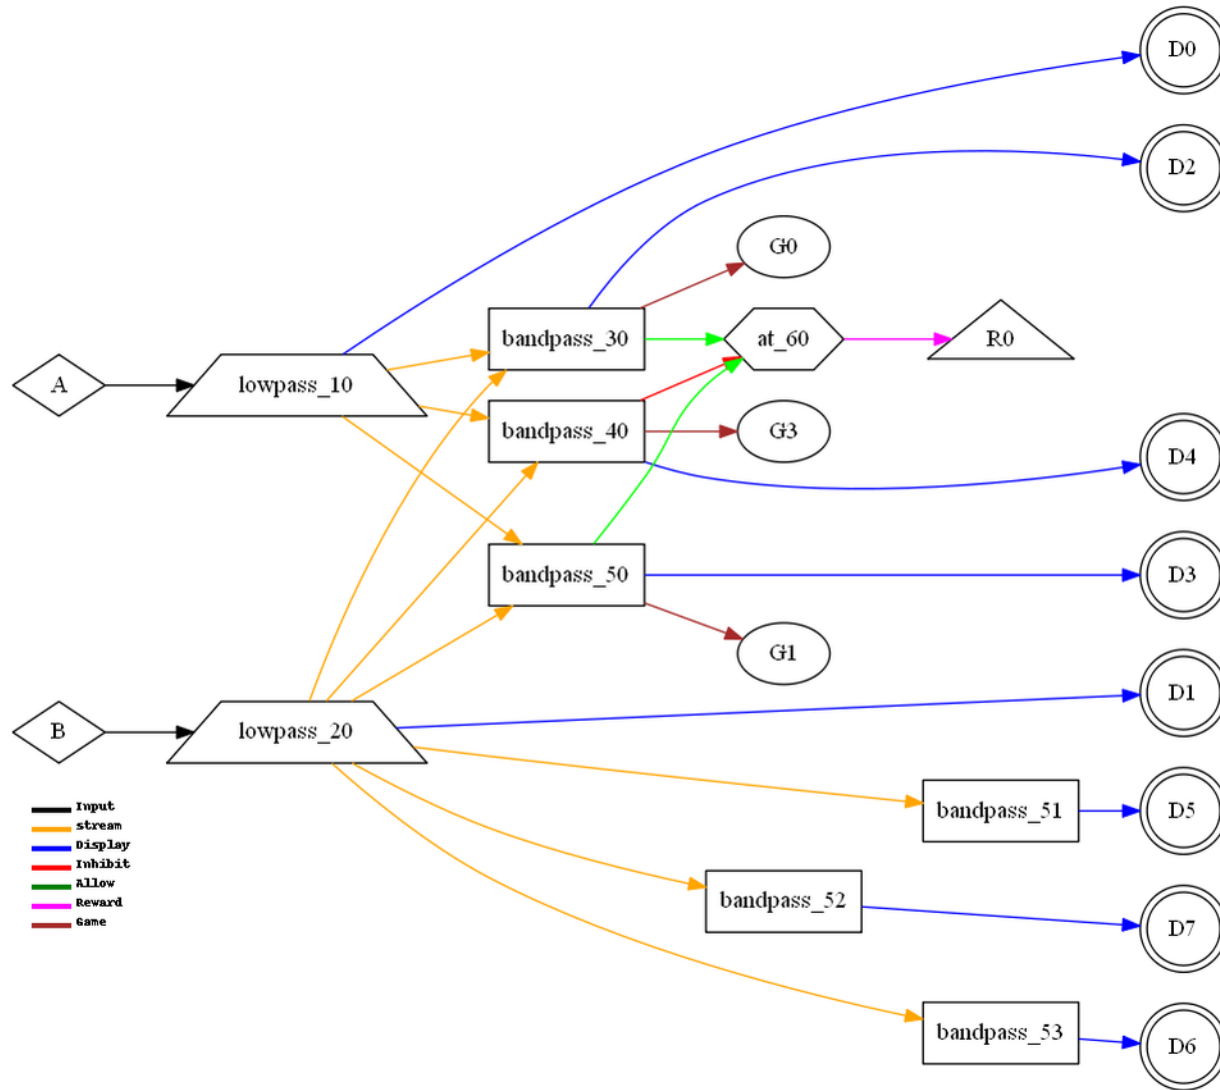 D0
D2
G0
bandpass_30
at_60
R0
A
lowpass_10
bandpass_40
G3
D4
bandpass_50
D3
G1
D1
B
lowpass_20
Input
stream
Display
Inhibit
Allow
Reward
Game
bandpass_51
D5
bandpass_52
D7
bandpass_53
D6